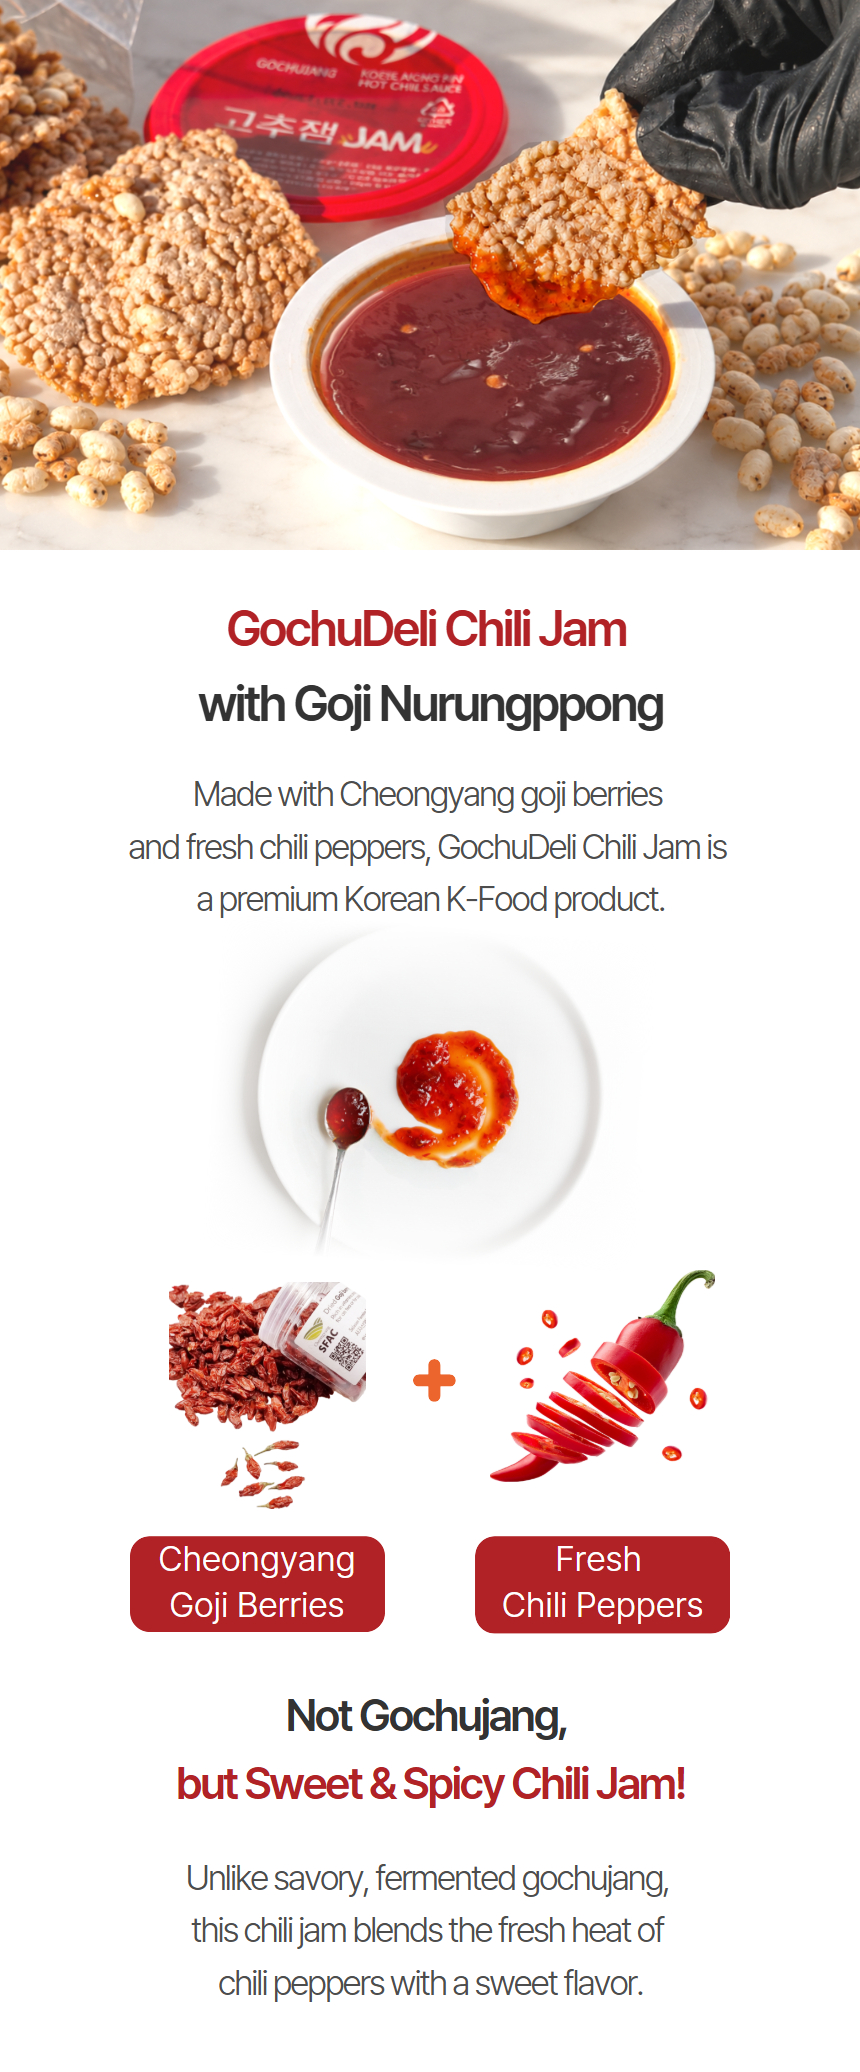 GOCHUJANG
HOT CHILI SAUCE
고추잼 JAM
GochuDeli Chili Jam
with Goji Nurungppong
Made with Cheongyang goji berries
and fresh chili peppers, GochuDeli Chili Jam is
a premium Korean K-Food product.
Dried Goji
SFAC
Cheongyang
Goji Berries
Fresh
Chili Peppers
Not Gochujang,
but Sweet & Spicy Chili Jam!
Unlike savory, fermented gochujang,
this chili jam blends the fresh heat of
chili peppers with a sweet flavor.